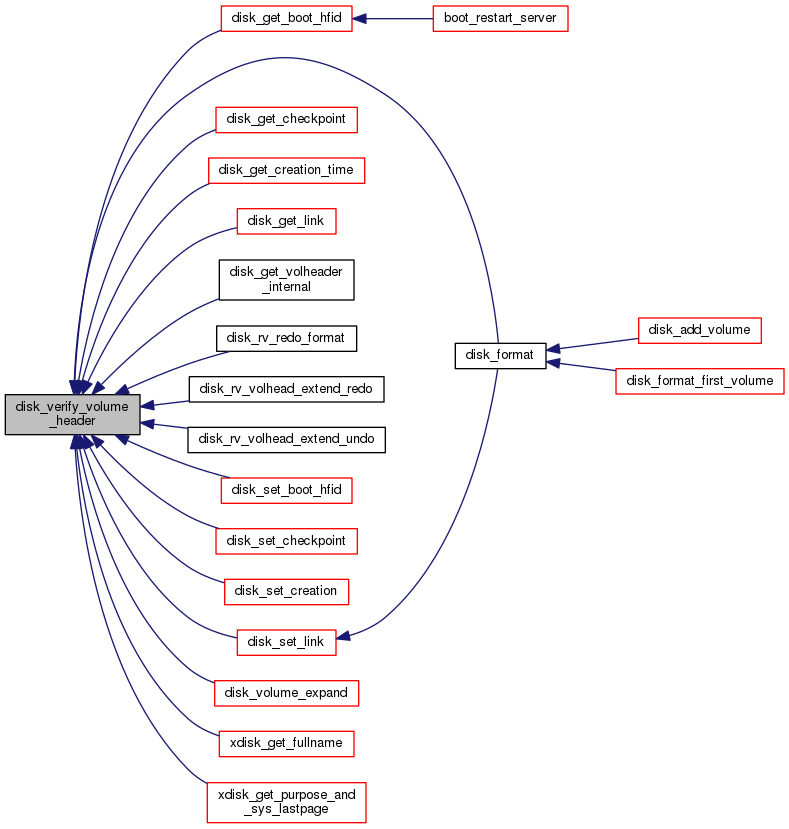 disk_get_boot_hfid
boot_restart_server
disk_get_checkpoint
disk_get_creation_time
disk_get_link
disk_get_volheader
_internal
disk_rv_redo_format
disk_add_volume
disk_format
disk_format_first_volume
disk_rv_volhead_extend_redo
disk_verify_volume
_header
disk_rv_volhead_extend_undo
disk_set_boot_hfid
disk_set_checkpoint
disk_set_creation
disk_set_link
disk_volume_expand
xdisk_get_fullname
xdisk_get_purpose_and
_sys_lastpage